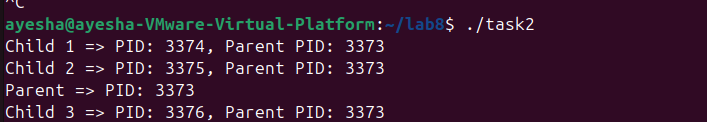 ^C
ayesha@ayesha-VMware-Virtual-Platform:~/lab8$ ./task2
Child 1 => PID: 3374, Parent PID: 3373
Child 2 => PID: 3375, Parent PID: 3373
Parent => PID: 3373
Child 3 => PID: 3376, Parent PID: 3373